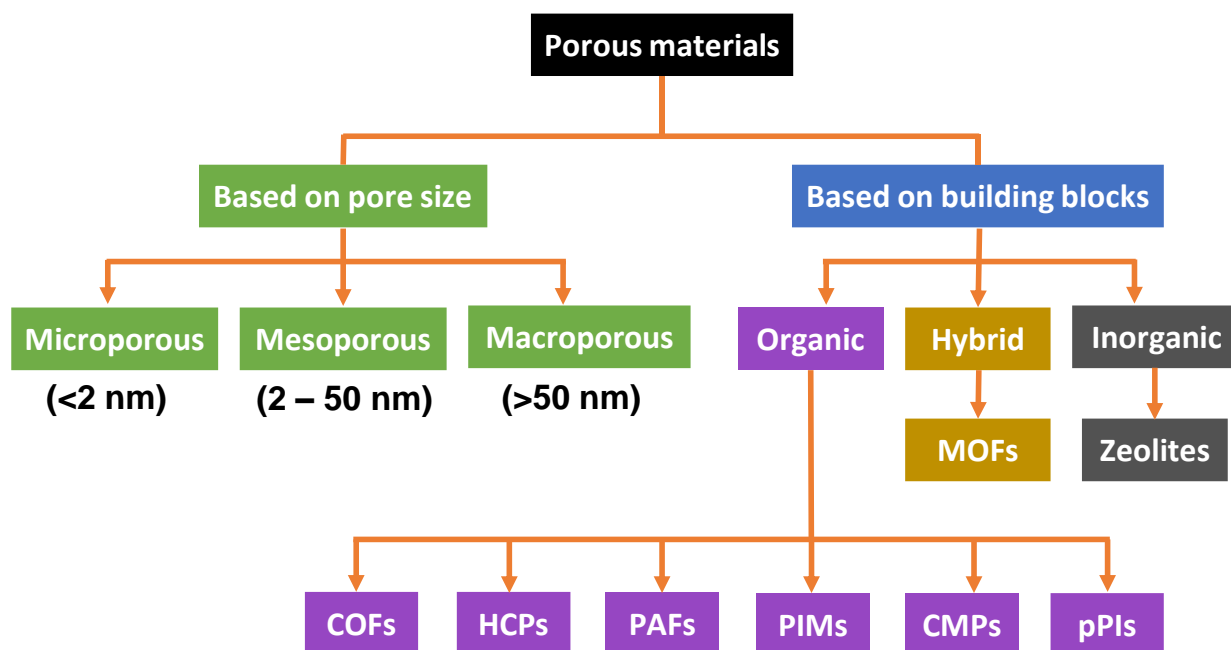 Porous materials
Based on pore size
Based on building blocks
Microporous
Mesoporous
Macroporous
Organic
Hybrid
Inorganic
(<2 nm)
(2 – 50 nm)
(>50 nm)
MOFs
Zeolites
COFs
HCPs
PAFs
PIMs
CMPs
pPIs